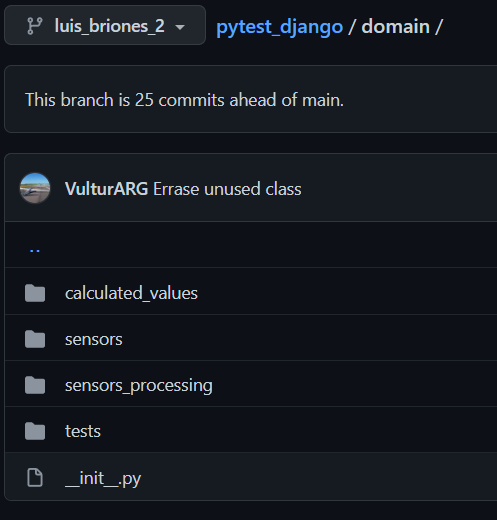 luis_briones_2 pytest_django / domain /
This branch is 25 commits ahead of main.
VulturARG Errase unused class
..
calculated_values
sensors
sensors_processing
tests
__init__.py